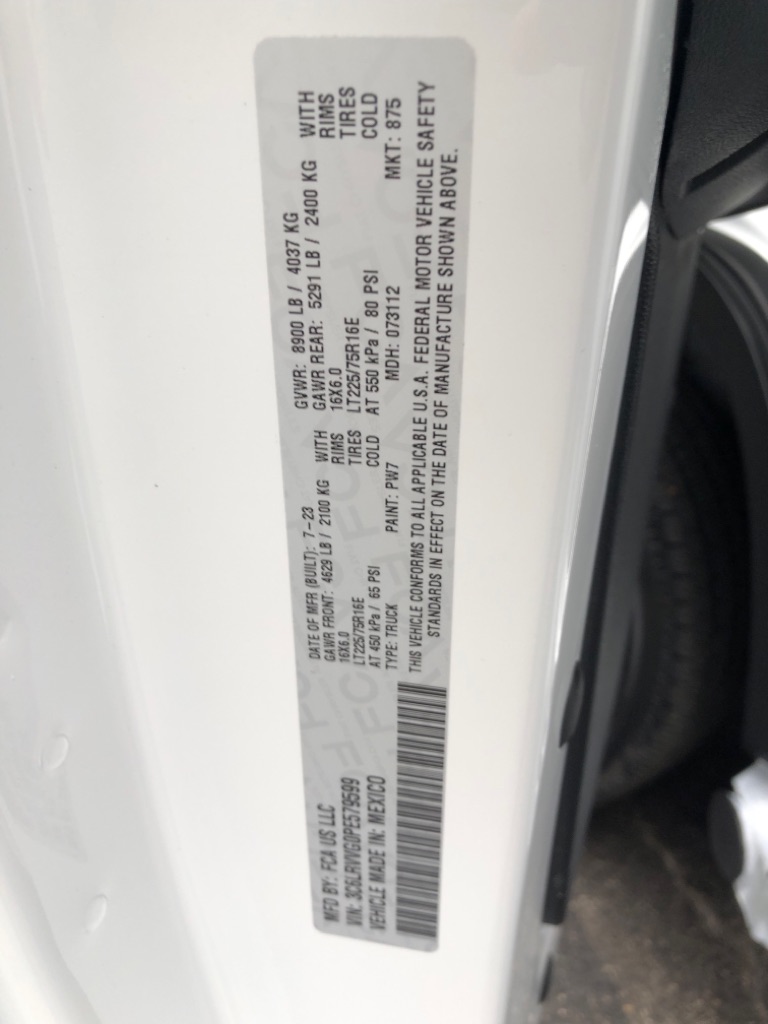 MFD BY: FCA US LLC
DATE OF MFR (BUILT): 7-23
GVWR: 8900 LB / 4037 KG
VIN: 3C6LRVVG0PE579599
GAWR FRONT: 4629 LB / 2100 KG WITH
GAWR REAR: 5291 LB / 2400 KG WITH
VEHICLE MADE IN: MEXICO
16X6.0 RIMS
16X6.0 RIMS
LT225/75R16E TIRES
LT225/75R16E TIRES
AT 450 kPa / 65 PSI COLD
AT 550 kPa / 80 PSI COLD
TYPE: TRUCK PAINT: PW7 MDH: 073112 MKT: 875
THIS VEHICLE CONFORMS TO ALL APPLICABLE U.S.A. FEDERAL MOTOR VEHICLE SAFETY
STANDARDS IN EFFECT ON THE DATE OF MANUFACTURE SHOWN ABOVE.